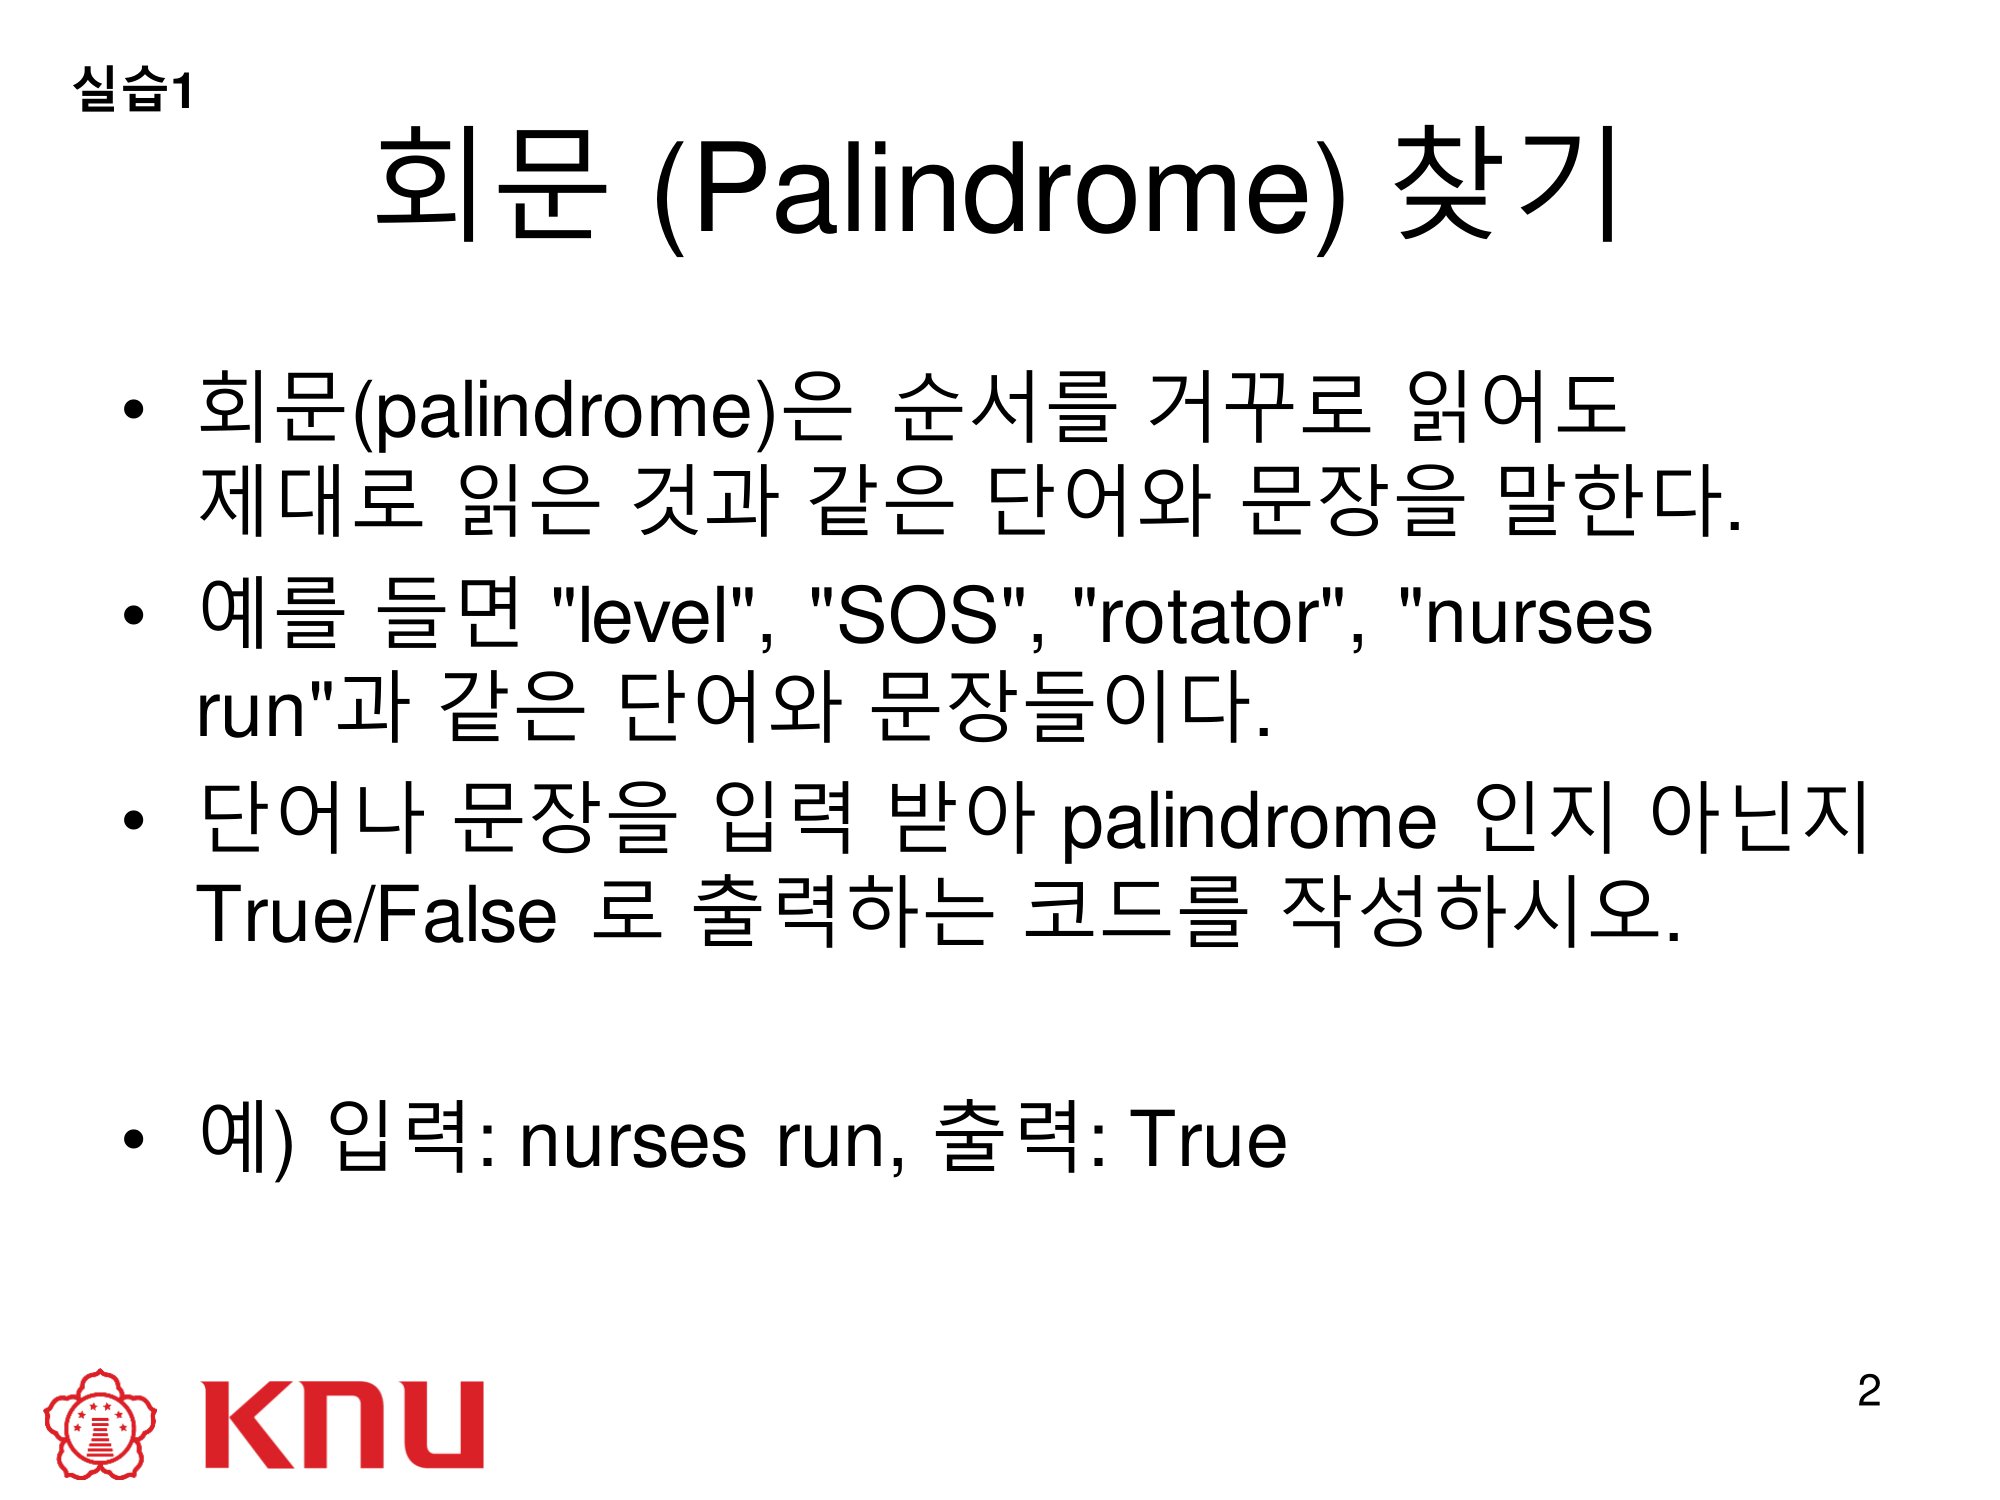 실습1
회문 (Palindrome) 찾기
• 회문(palindrome)은 순서를 거꾸로 읽어도
제대로 읽은 것과 같은 단어와 문장을 말한다.
• 예를 들면 "level", "SOS", "rotator", "nurses
run"과 같은 단어와 문장들이다.
• 단어나 문장을 입력 받아 palindrome 인지 아닌지
True/False 로 출력하는 코드를 작성하시오.
• 예) 입력: nurses run, 출력: True
KNU
2